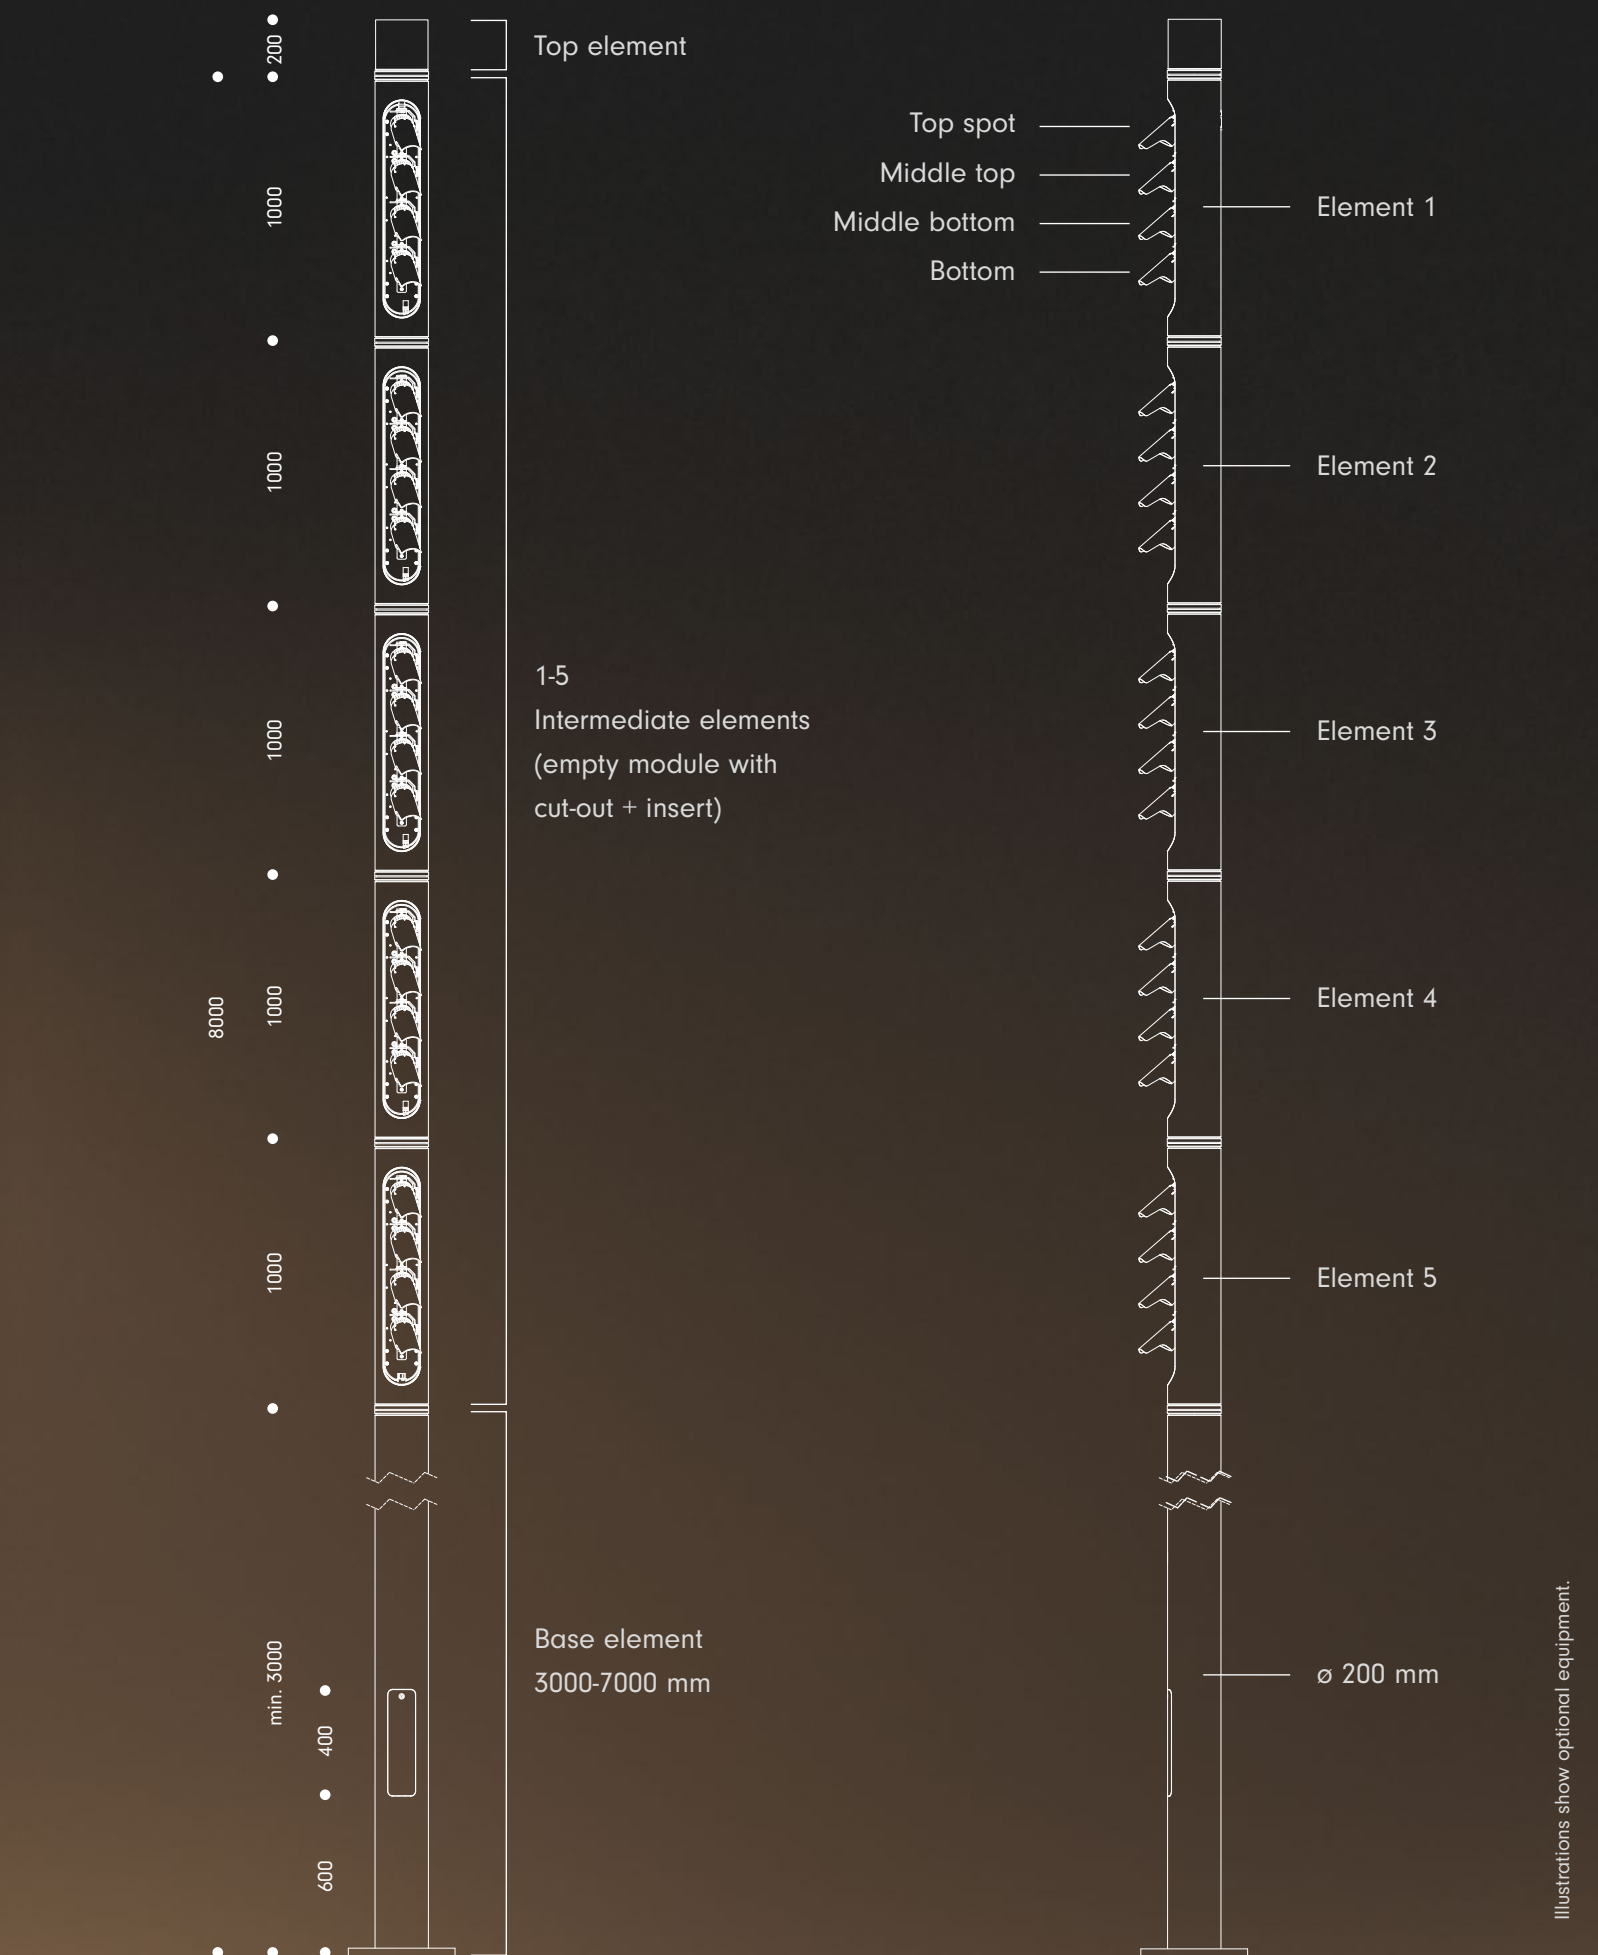 200
Top element
Top spot
Middle top
Middle bottom
Bottom
1000
Element 1
1000
Element 2
1-5
Intermediate elements
(empty module with
cut-out + insert)
1000
Element 3
8000
1000
Element 4
1000
Element 5
Base element
3000-7000 mm
min. 3000
400
600
ø 200 mm
Illustrations show optional equipment.